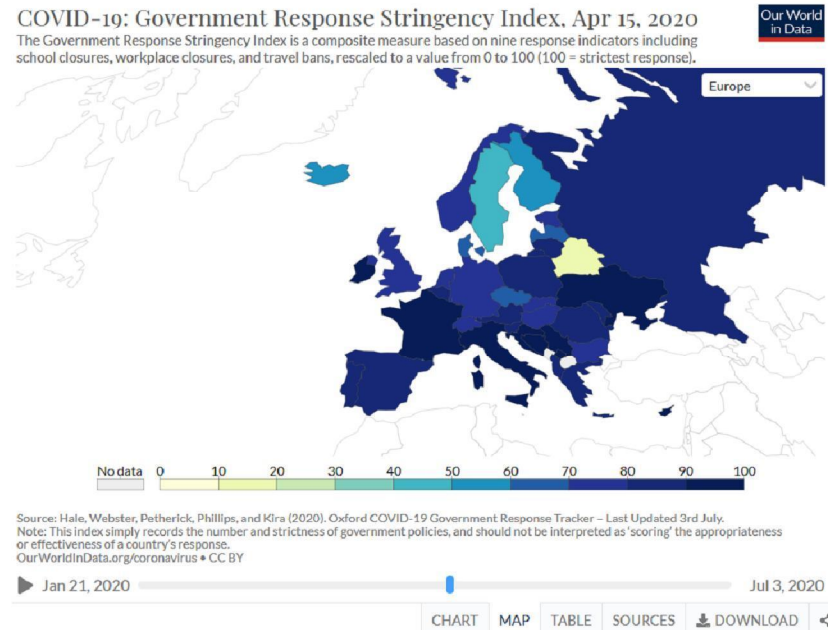 COVID-19: Government Response Stringency Index, Apr 15, 2020
Our World
in Data
The Government Response Stringency Index is a composite measure based on nine response indicators including
school closures, workplace closures, and travel bans, rescaled to a value from 0 to 100 (100 = strictest response).
Europe
No data 0 10 20 30 40 50 60 70 80 90 100
Source: Hale, Webster, Petherick, Phillips, and Kira (2020). Oxford COVID-19 Government Response Tracker – Last Updated 3rd July.
Note: This index simply records the number and strictness of government policies, and should not be interpreted as 'scoring' the appropriateness
or effectiveness of a country's response.
OurWorldInData.org/coronavirus • CC BY
Jan 21, 2020 Jul 3, 2020
CHART MAP TABLE SOURCES DOWNLOAD